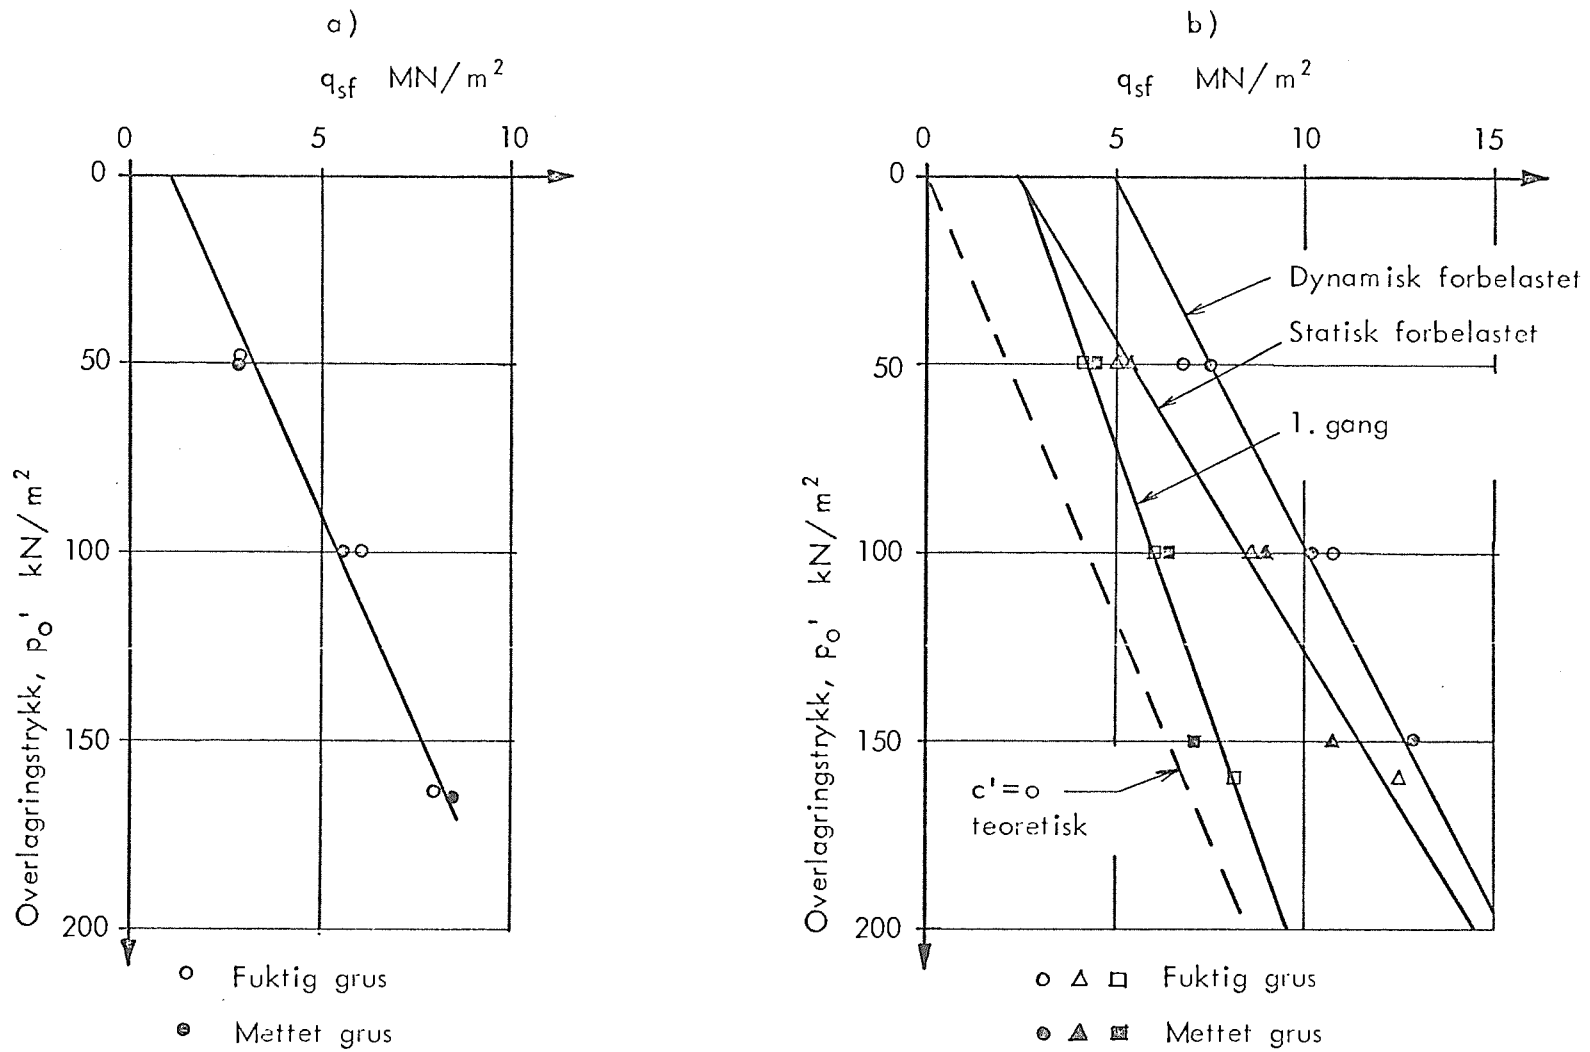 a)
q_sf MN/m²
0 5 10
0
50
100
150
200
Overlagringstrykk, p_o' kN/m²
Fuktig grus
Mettet grus
b)
q_sf MN/m²
0 5 10 15
0
50
100
150
200
Overlagringstrykk, p_o' kN/m²
Dynamisk forbelastet
Statisk forbelastet
1. gang
c'=o
teoretisk
Fuktig grus
Mettet grus